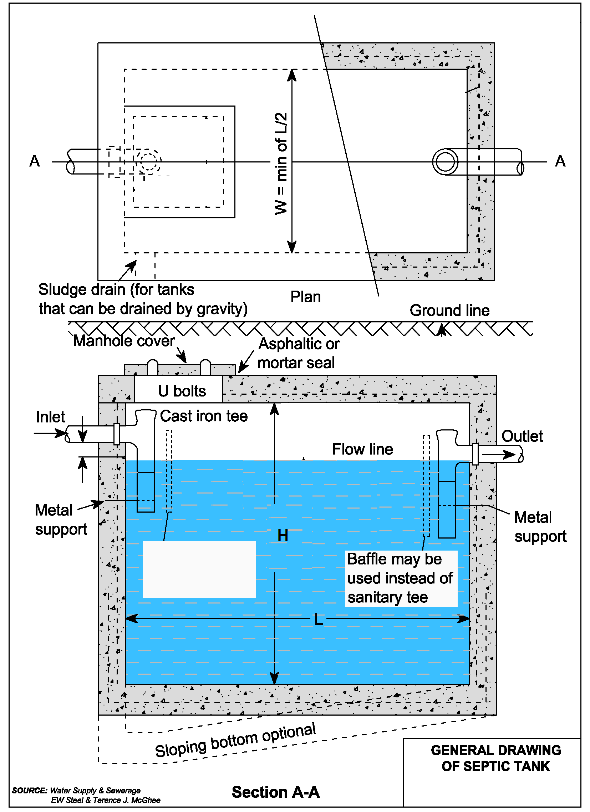 A
W = min of L/2
A
Sludge drain (for tanks
that can be drained by gravity)
Plan
Ground line
Manhole cover
Asphaltic or
mortar seal
U bolts
Inlet
Cast iron tee
Flow line
Outlet
Metal
support
H
Metal
support
Baffle may be
used instead of
sanitary tee
L
Sloping bottom optional
GENERAL DRAWING
OF SEPTIC TANK
SOURCE: Water Supply & Sewerage
EW Steel & Terence J. McGhee
Section A-A